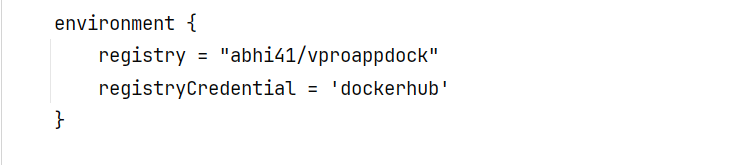 environment {
    registry = "abhi41/vproappdock"
    registryCredential = 'dockerhub'
}